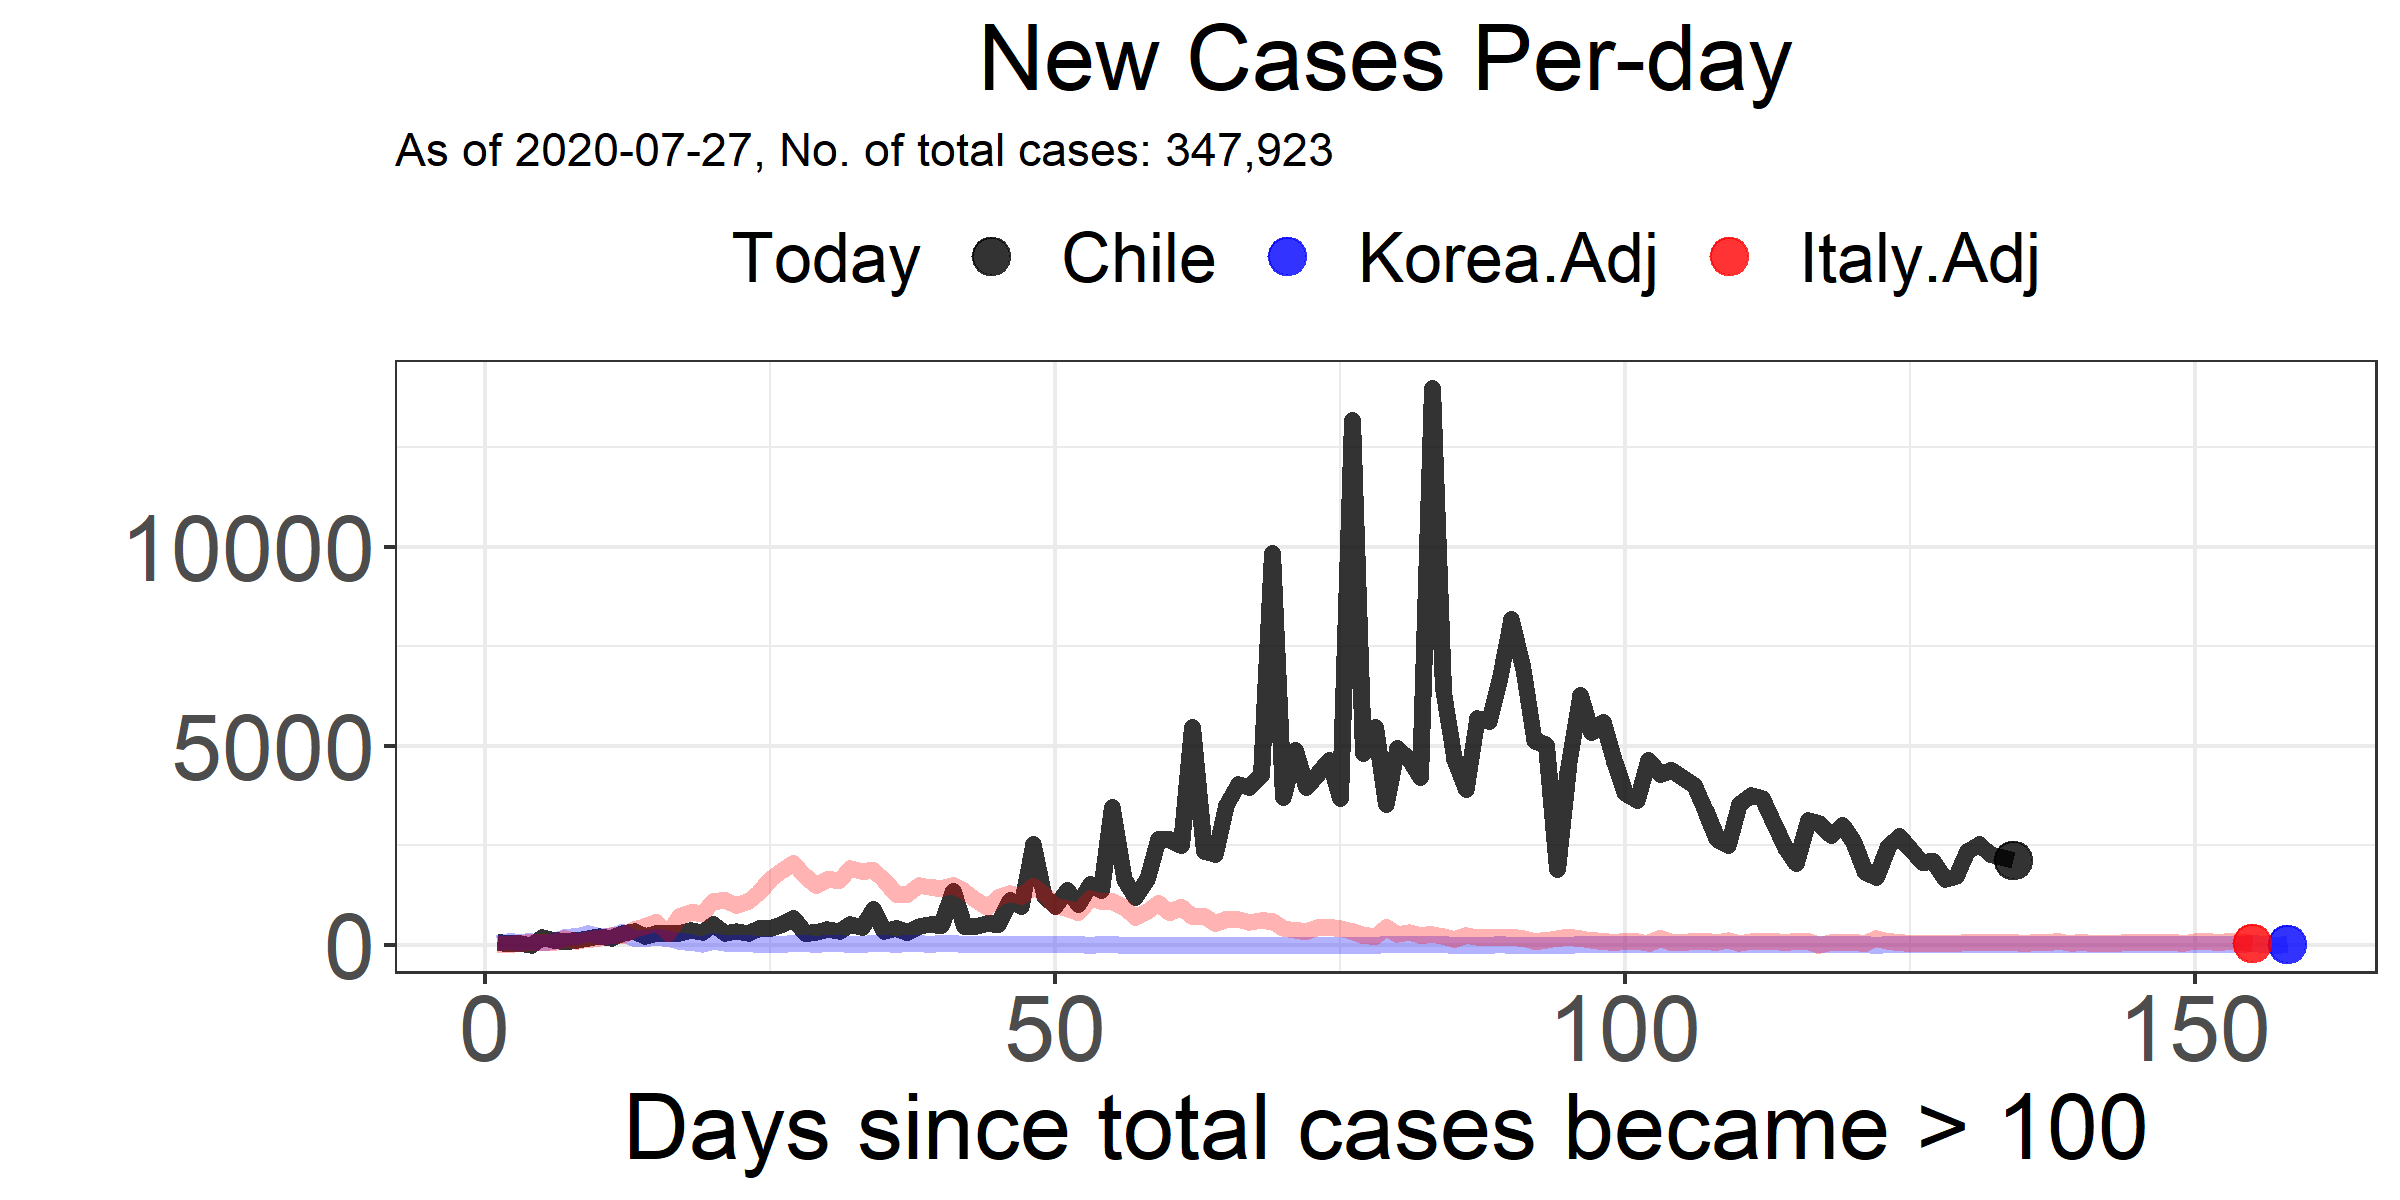 New Cases Per-day
As of 2020-07-27, No. of total cases: 347,923
Today Chile Korea.Adj Italy.Adj
10000
5000
0
0 50 100 150
Days since total cases became > 100